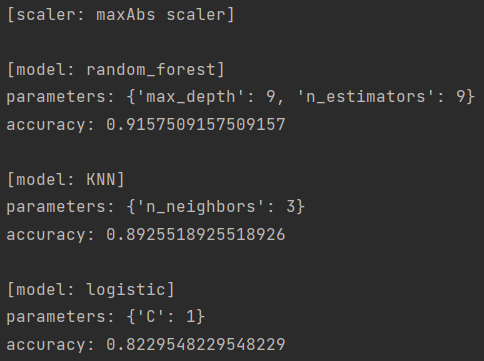 [scaler: maxAbs scaler]
[model: random_forest]
parameters: {'max_depth': 9, 'n_estimators': 9}
accuracy: 0.9157509157509157
[model: KNN]
parameters: {'n_neighbors': 3}
accuracy: 0.8925518925518926
[model: logistic]
parameters: {'C': 1}
accuracy: 0.8229548229548229